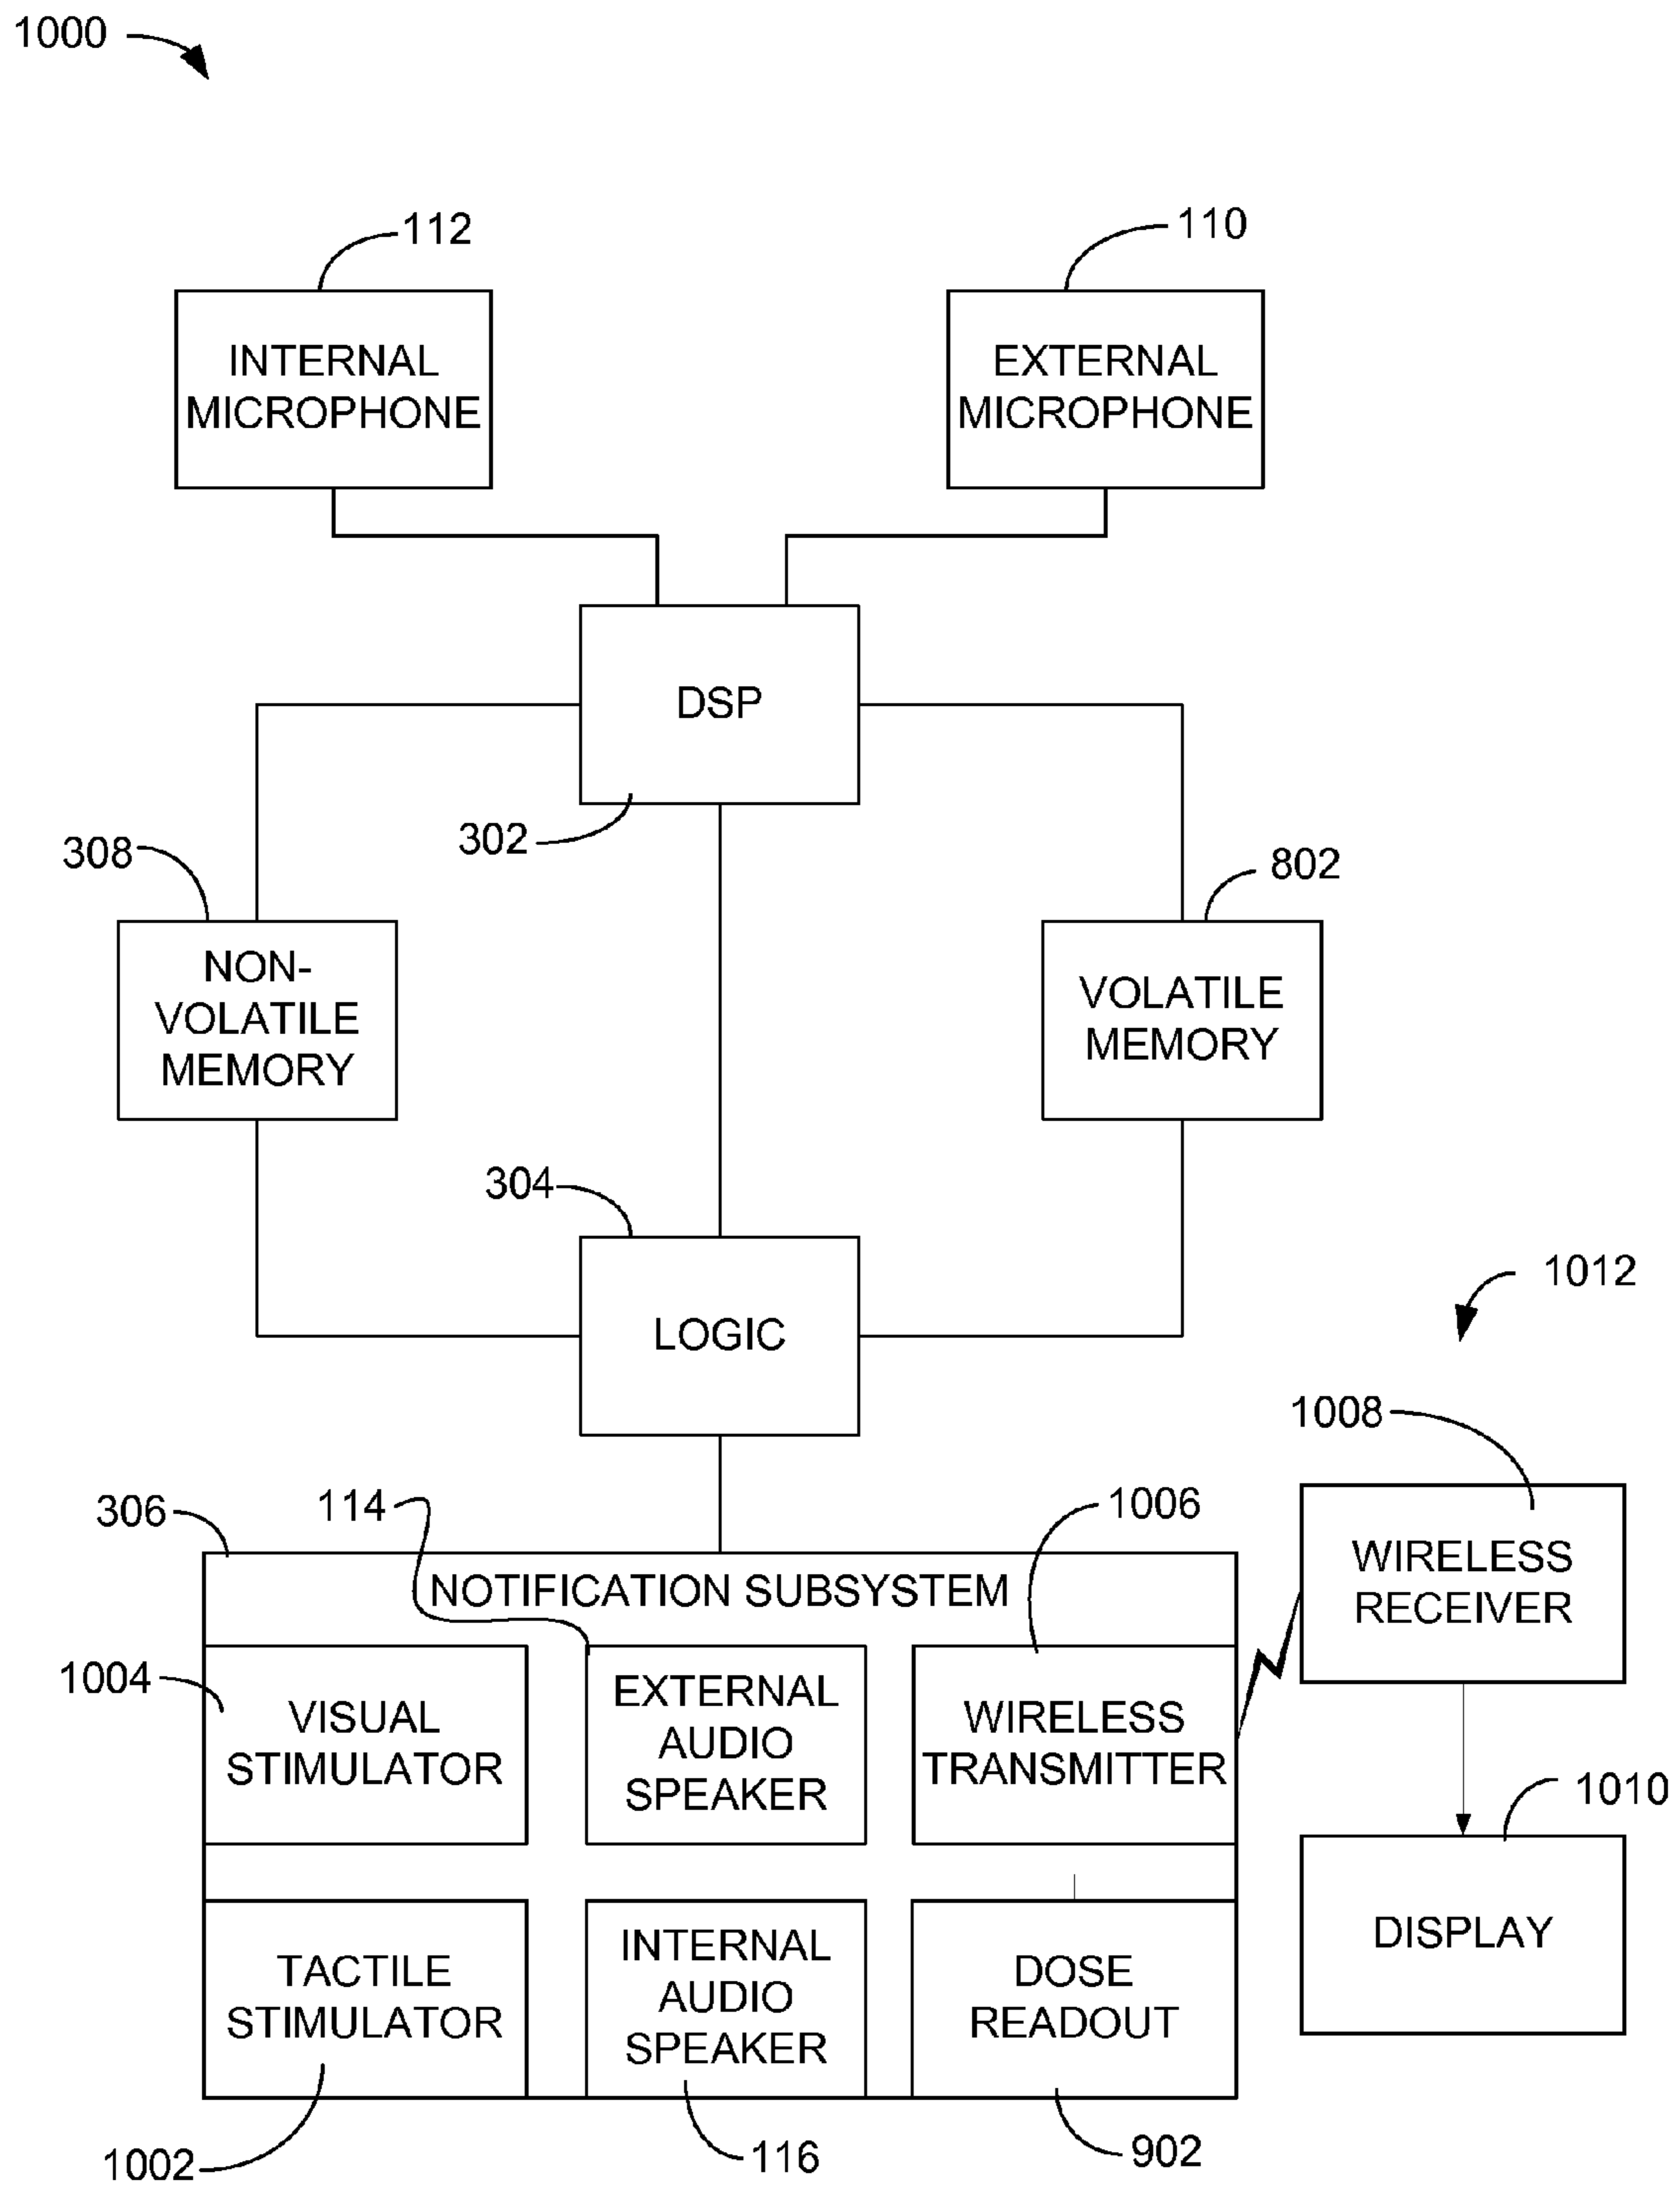 1000
112
110
INTERNAL
MICROPHONE
EXTERNAL
MICROPHONE
DSP
302
308
802
NON-
VOLATILE
MEMORY
VOLATILE
MEMORY
304
LOGIC
1012
1008
306
114
1006
NOTIFICATION SUBSYSTEM
WIRELESS
RECEIVER
1004
VISUAL
STIMULATOR
EXTERNAL
AUDIO
SPEAKER
WIRELESS
TRANSMITTER
1010
DISPLAY
TACTILE
STIMULATOR
INTERNAL
AUDIO
SPEAKER
DOSE
READOUT
1002
116
902